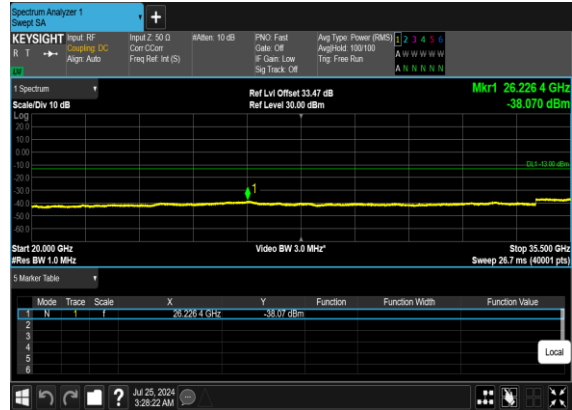 Spectrum Analyzer 1
Swept SA
+
KEYSIGHT Input: RF Input Z: 50 Ω #Atten: 10 dB PNO: Fast Avg Type: Power (RMS) 1 2 3 4 5 6
R T Coupling: DC Corr CCorr Gate: Off Avg|Hold: 100/100 A W W W W W
Align: Auto Freq Ref: Int (S) IF Gain: Low Trig: Free Run
Sig Track: Off A N N N N N
1 Spectrum Ref Lvl Offset 33.47 dB Mkr1 26.226 4 GHz
Scale/Div 10 dB Ref Level 30.00 dBm -38.070 dBm
Log
20.0
10.0
0.00
-10.0
DL1 -13.00 dBm
-20.0
-30.0
1
-40.0
-50.0
-60.0
Start 20.000 GHz Video BW 3.0 MHz* Stop 35.500 GHz
#Res BW 1.0 MHz Sweep 26.7 ms (40001 pts)
5 Marker Table
Mode Trace Scale X Y Function Function Width Function Value
1 N 1 f 26.226 4 GHz -38.07 dBm
2
3
4
5
6
Local
? Jul 25, 2024
3:28:22 AM